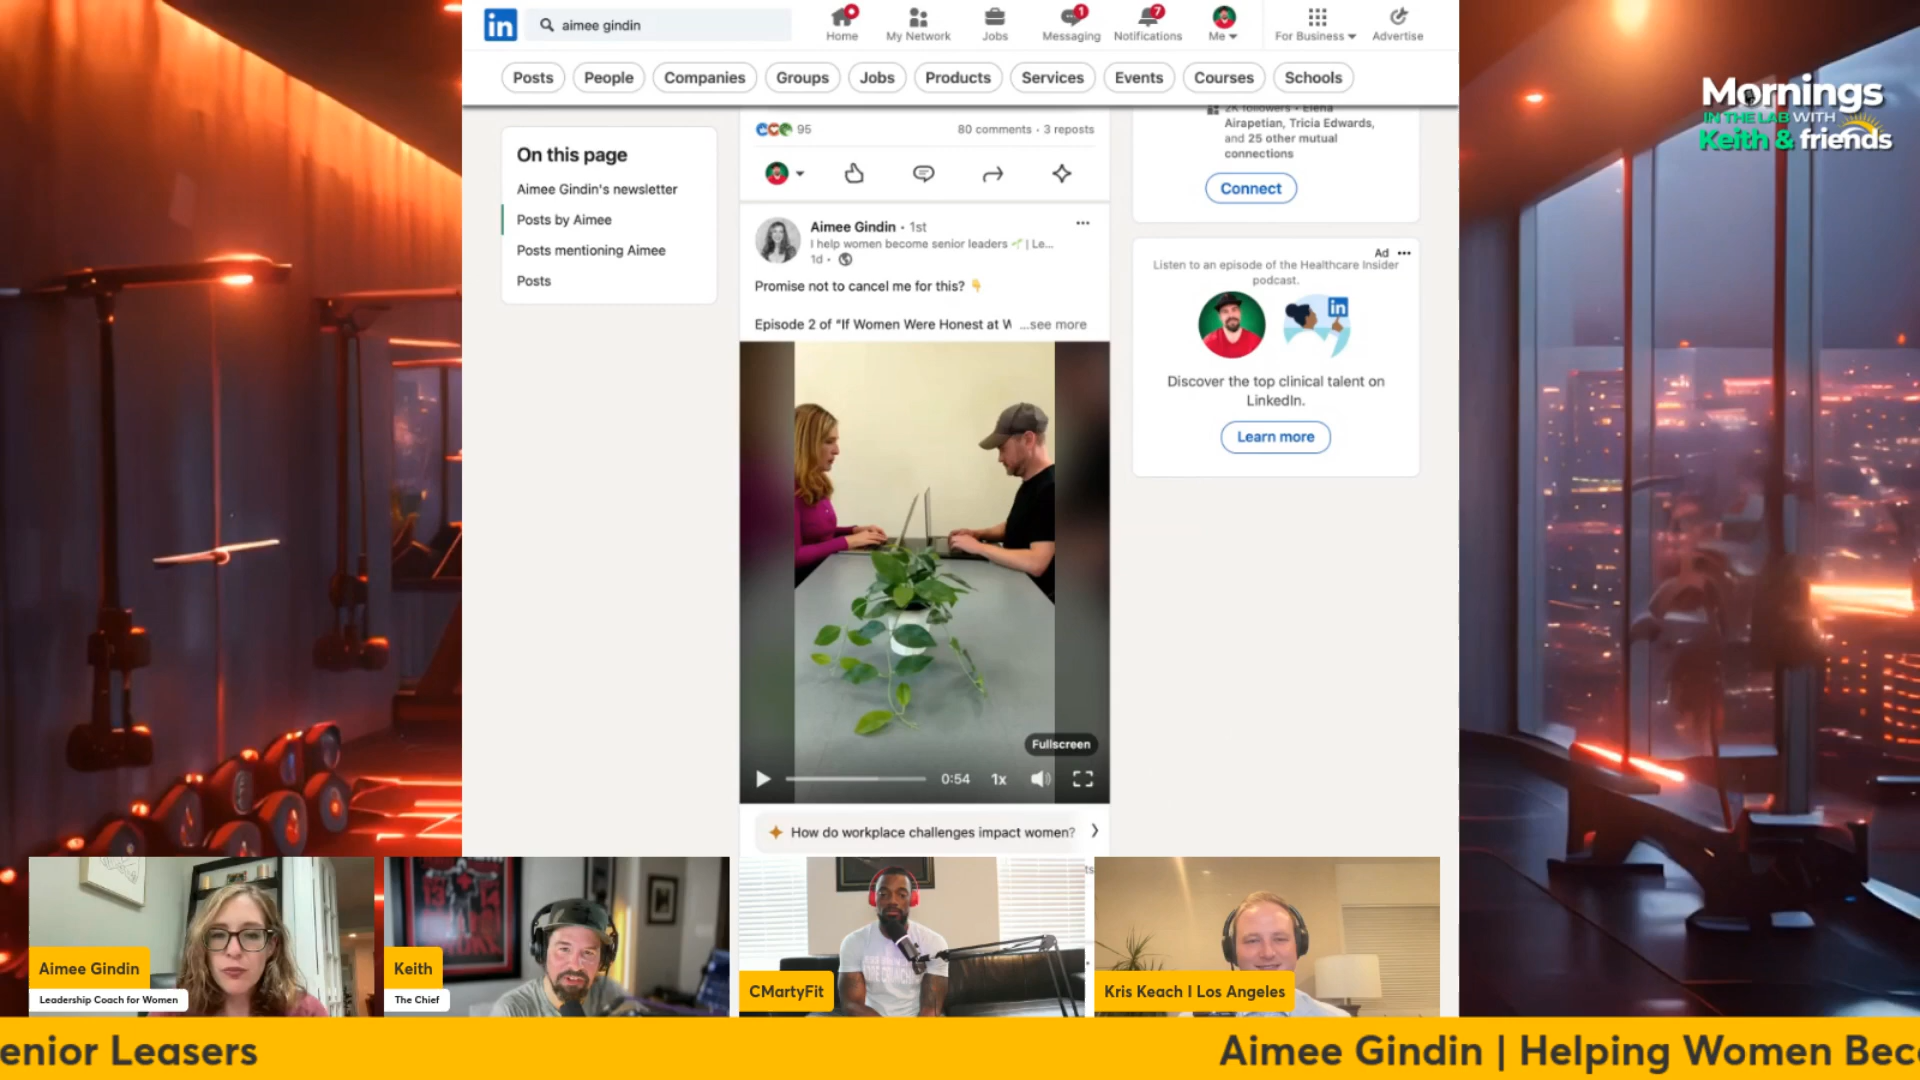 in
aimee gindin
Home
My Network
Jobs
1
Messaging
7
Notifications
Me
For Business
Advertise
Posts
People
Companies
Groups
Jobs
Products
Services
Events
Courses
Schools
Mornings
IN THE LAB WITH
Keith & friends
On this page
Aimee Gindin's newsletter
Posts by Aimee
Posts mentioning Aimee
Posts
95
80 comments · 3 reposts
Aimee Gindin · 1st
I help women become senior leaders | Le...
1d ·
Promise not to cancel me for this?
Episode 2 of "If Women Were Honest at W ...see more
Fullscreen
0:54
1x
How do workplace challenges impact women?
2K followers · Elena
Airapetian, Tricia Edwards,
and 25 other mutual
connections
Connect
Ad
Listen to an episode of the Healthcare Insider
podcast.
in
Discover the top clinical talent on
LinkedIn.
Learn more
Aimee Gindin
Leadership Coach for Women
Keith
The Chief
CMartyFit
Kris Keach I Los Angeles
enior Leasers
Aimee Gindin | Helping Women Bec